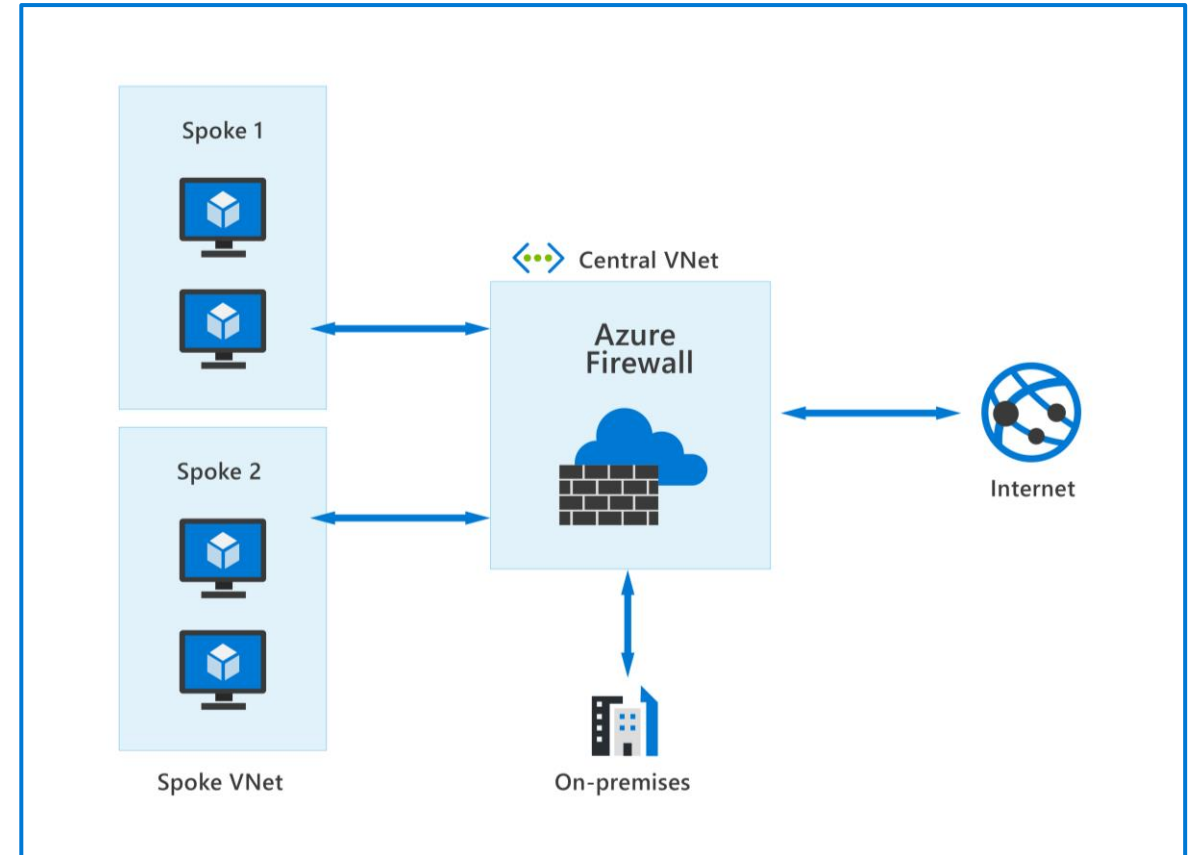 Spoke 1
Central VNet
Azure
Firewall
Spoke 2
Internet
Spoke VNet
On-premises